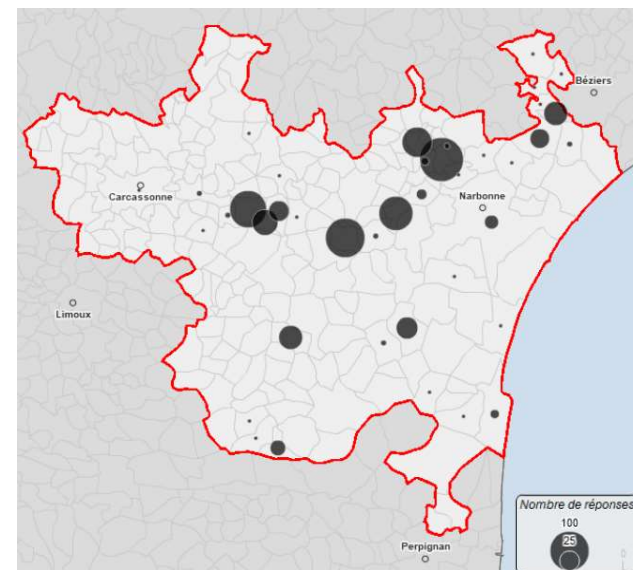 Béziers
Carcassonne
Narbonne
Limoux
Nombre de réponses
100
25
Perpignan